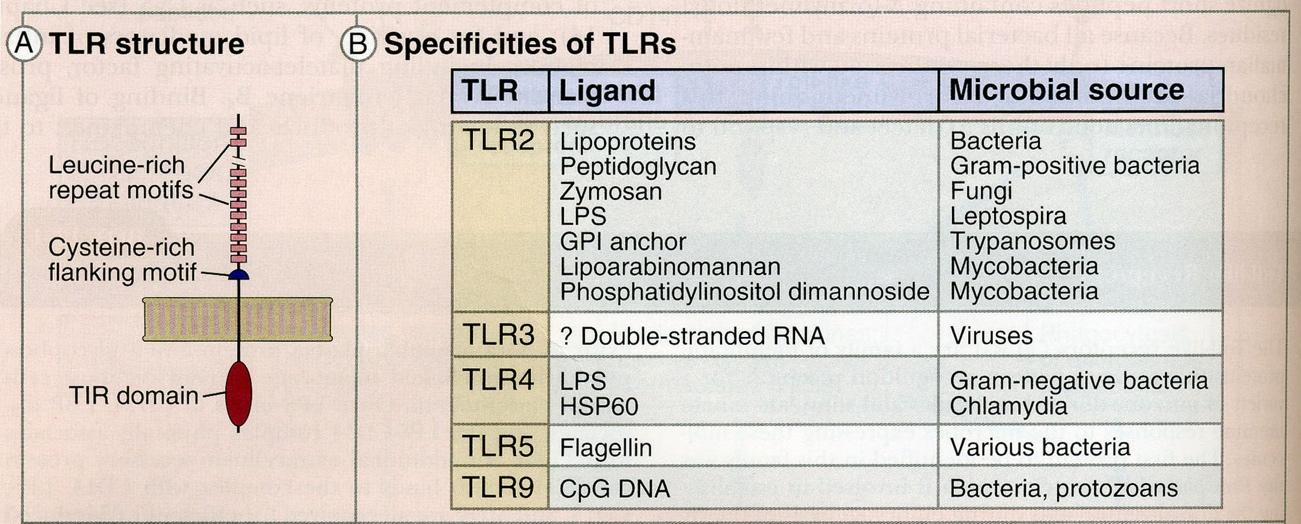 A TLR structure
Leucine-rich
repeat motifs
Cysteine-rich
flanking motif
TIR domain
B Specificities of TLRs
TLR Ligand Microbial source
TLR2 Lipoproteins Bacteria
Peptidoglycan Gram-positive bacteria
Zymosan Fungi
LPS Leptospira
GPI anchor Trypanosomes
Lipoarabinomannan Mycobacteria
Phosphatidylinositol dimannoside Mycobacteria
TLR3 ? Double-stranded RNA Viruses
TLR4 LPS Gram-negative bacteria
HSP60 Chlamydia
TLR5 Flagellin Various bacteria
TLR9 CpG DNA Bacteria, protozoans